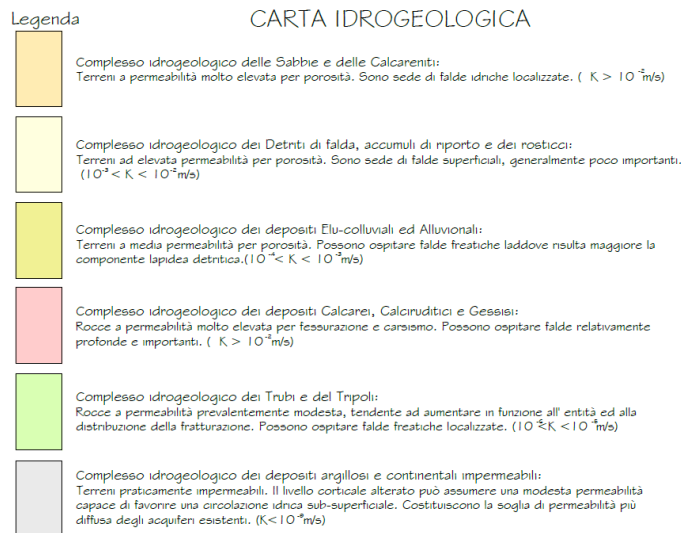 Legenda
CARTA IDROGEOLOGICA
Complesso idrogeologico delle Sabbie e delle Calcareniti:
Terreni a permeabilità molto elevata per porosità. Sono sede di falde idriche localizzate. ( K > 10⁻²m/s)
Complesso idrogeologico dei Detriti di falda, accumuli di riporto e dei rosticci:
Terreni ad elevata permeabilità per porosità. Sono sede di falde superficiali, generalmente poco importanti.
(10⁻³< K < 10⁻²m/s)
Complesso idrogeologico dei depositi Elu-colluviali ed Alluvionali:
Terreni a media permeabilità per porosità. Possono ospitare falde freatiche laddove risulta maggiore la
componente lapidea detritica.(10⁻⁴< K < 10⁻³m/s)
Complesso idrogeologico dei depositi Calcarei, Calciruditici e Gessisi:
Rocce a permeabilità molto elevata per fessurazione e carsismo. Possono ospitare falde relativamente
profonde e importanti. ( K > 10⁻²m/s)
Complesso idrogeologico dei Trubi e del Tripoli:
Rocce a permeabilità prevalentemente modesta, tendente ad aumentare in funzione all' entità ed alla
distribuzione della fratturazione. Possono ospitare falde freatiche localizzate. (10⁻⁵<K <10⁻⁴m/s)
Complesso idrogeologico dei depositi argillosi e continentali impermeabili:
Terreni praticamente impermeabili. Il livello corticale alterato può assumere una modesta permeabilità
capace di favorire una circolazione idrica sub-superficiale. Costituiscono la soglia di permeabilità più
diffusa degli acquiferi esistenti. (K<10⁻⁹m/s)